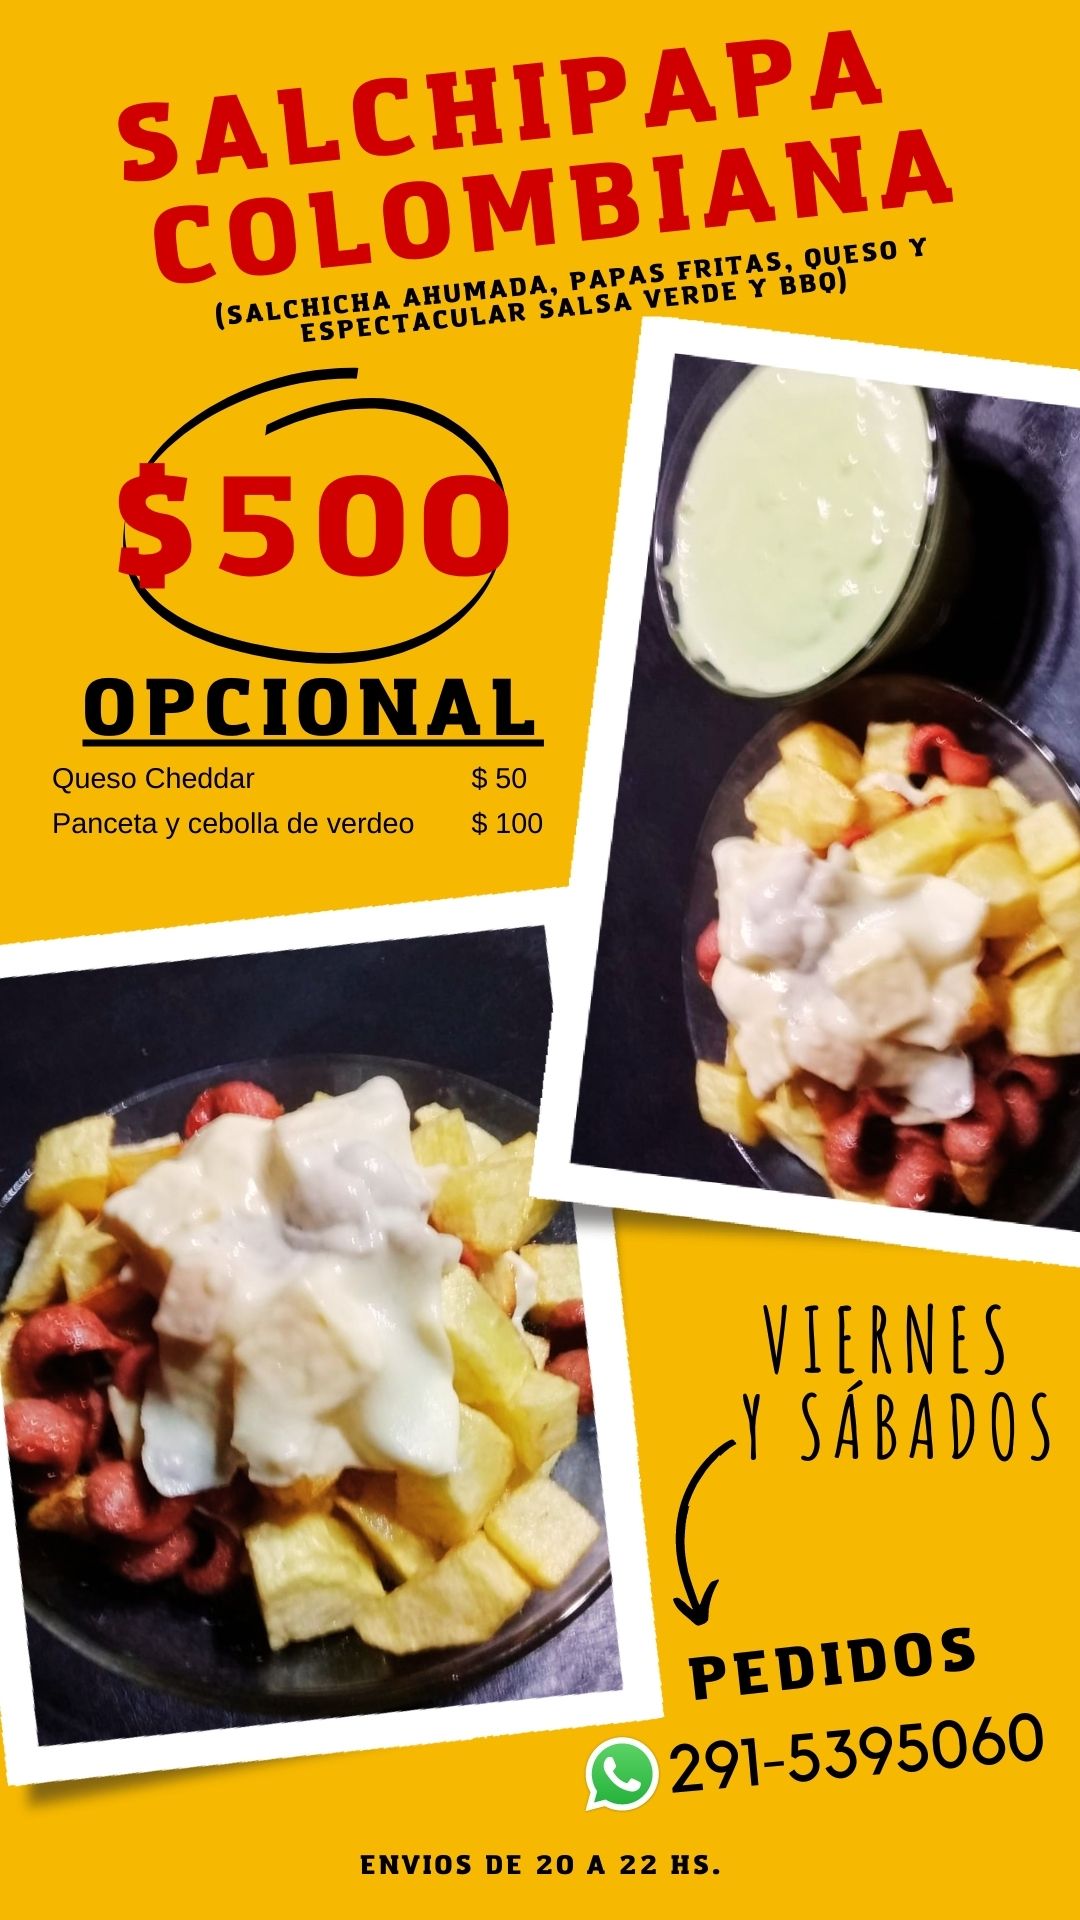 SALCHIPAPA
COLOMBIANA
(SALCHICHA AHUMADA, PAPAS FRITAS, QUESO Y
ESPECTACULAR SALSA VERDE Y BBQ)
$500
OPCIONAL
Queso Cheddar $ 50
Panceta y cebolla de verdeo $ 100
VIERNES
Y SÁBADOS
PEDIDOS
291-5395060
ENVIOS DE 20 A 22 HS.